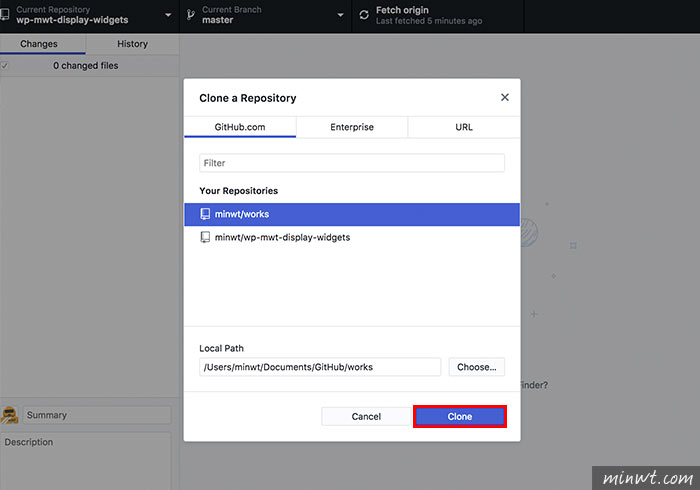 Current Repository
wp-mwt-display-widgets
Current Branch
master
Fetch origin
Last fetched 5 minutes ago
Changes
History
0 changed files
Clone a Repository
GitHub.com
Enterprise
URL
Filter
Your Repositories
minwt/works
minwt/wp-mwt-display-widgets
Local Path
/Users/minwt/Documents/GitHub/works
Choose...
Finder?
Cancel
Clone
Summary
Description
minwt.com